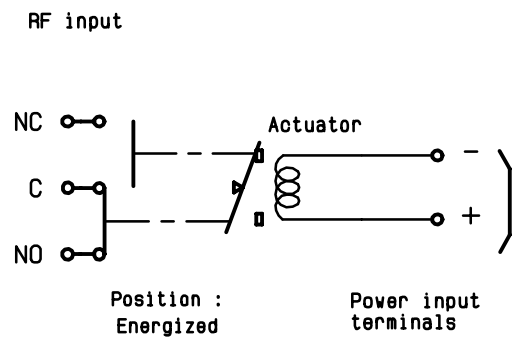 RF input
NC
Actuator
-
C
+
NO
Position :
Energized
Power input
terminals